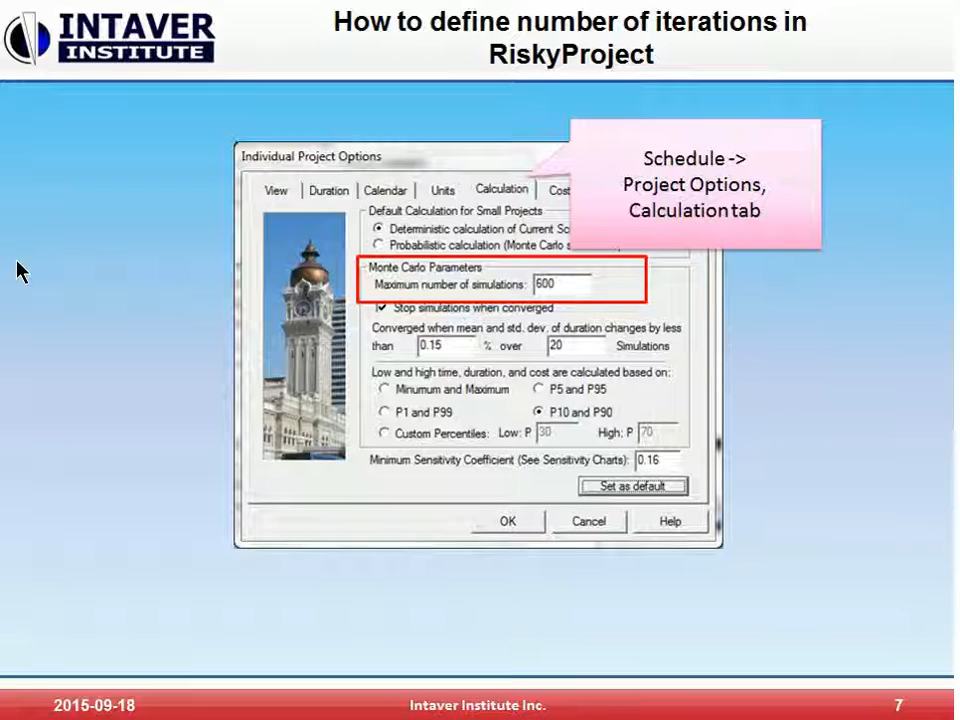 INTAVER
INSTITUTE
How to define number of iterations in
RiskyProject
Schedule ->
Project Options,
Calculation tab
Individual Project Options
View Duration Calendar Units Calculation Cost
Default Calculation for Small Projects
Deterministic calculation of Current Sc
Probabilistic calculation (Monte Carlo s
Monte Carlo Parameters
Maximum number of simulations: 600
Stop simulations when converged
Converged when mean and std. dev. of duration changes by less
than 0.15 % over 20 Simulations
Low and high time, duration, and cost are calculated based on:
Minumum and Maximum P5 and P95
P1 and P99 P10 and P90
Custom Percentiles: Low: P 30 High: P 70
Minimum Sensitivity Coefficient (See Sensitivity Charts): 0.16
Set as default
OK Cancel Help
2015-09-18 Intaver Institute Inc. 7